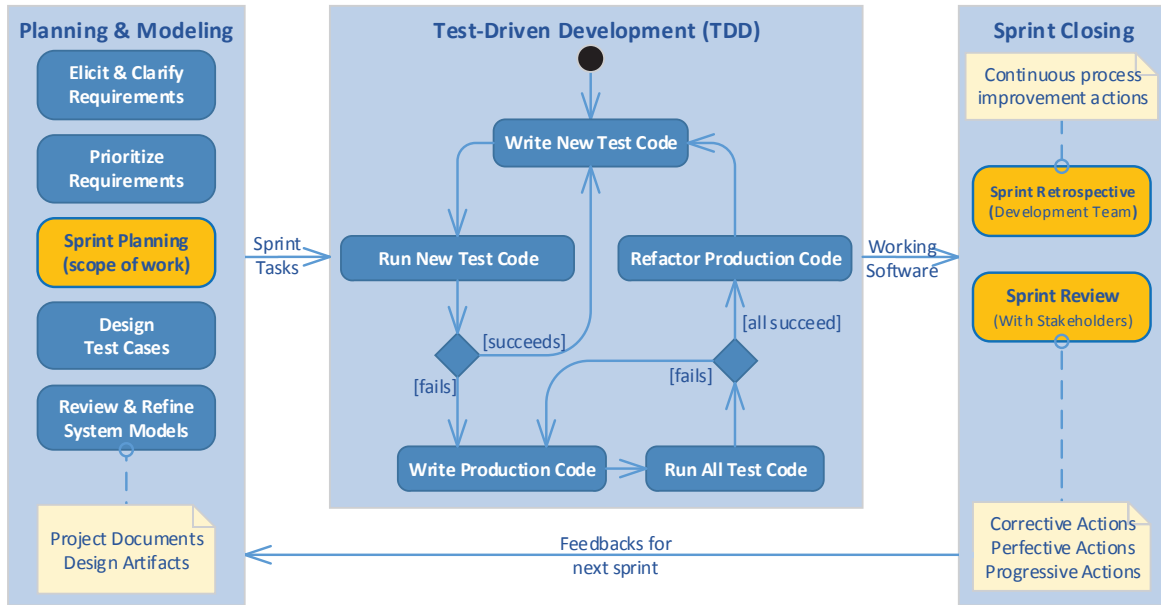 Planning & Modeling
Elicit & Clarify
Requirements
Prioritize
Requirements
Sprint Planning
(scope of work)
Design
Test Cases
Review & Refine
System Models
Project Documents
Design Artifacts
Sprint
Tasks
Test-Driven Development (TDD)
Write New Test Code
Run New Test Code
Refactor Production Code
[succeeds]
[all succeed]
[fails]
[fails]
Write Production Code
Run All Test Code
Working
Software
Feedbacks for
next sprint
Sprint Closing
Continuous process
improvement actions
Sprint Retrospective
(Development Team)
Sprint Review
(With Stakeholders)
Corrective Actions
Perfective Actions
Progressive Actions